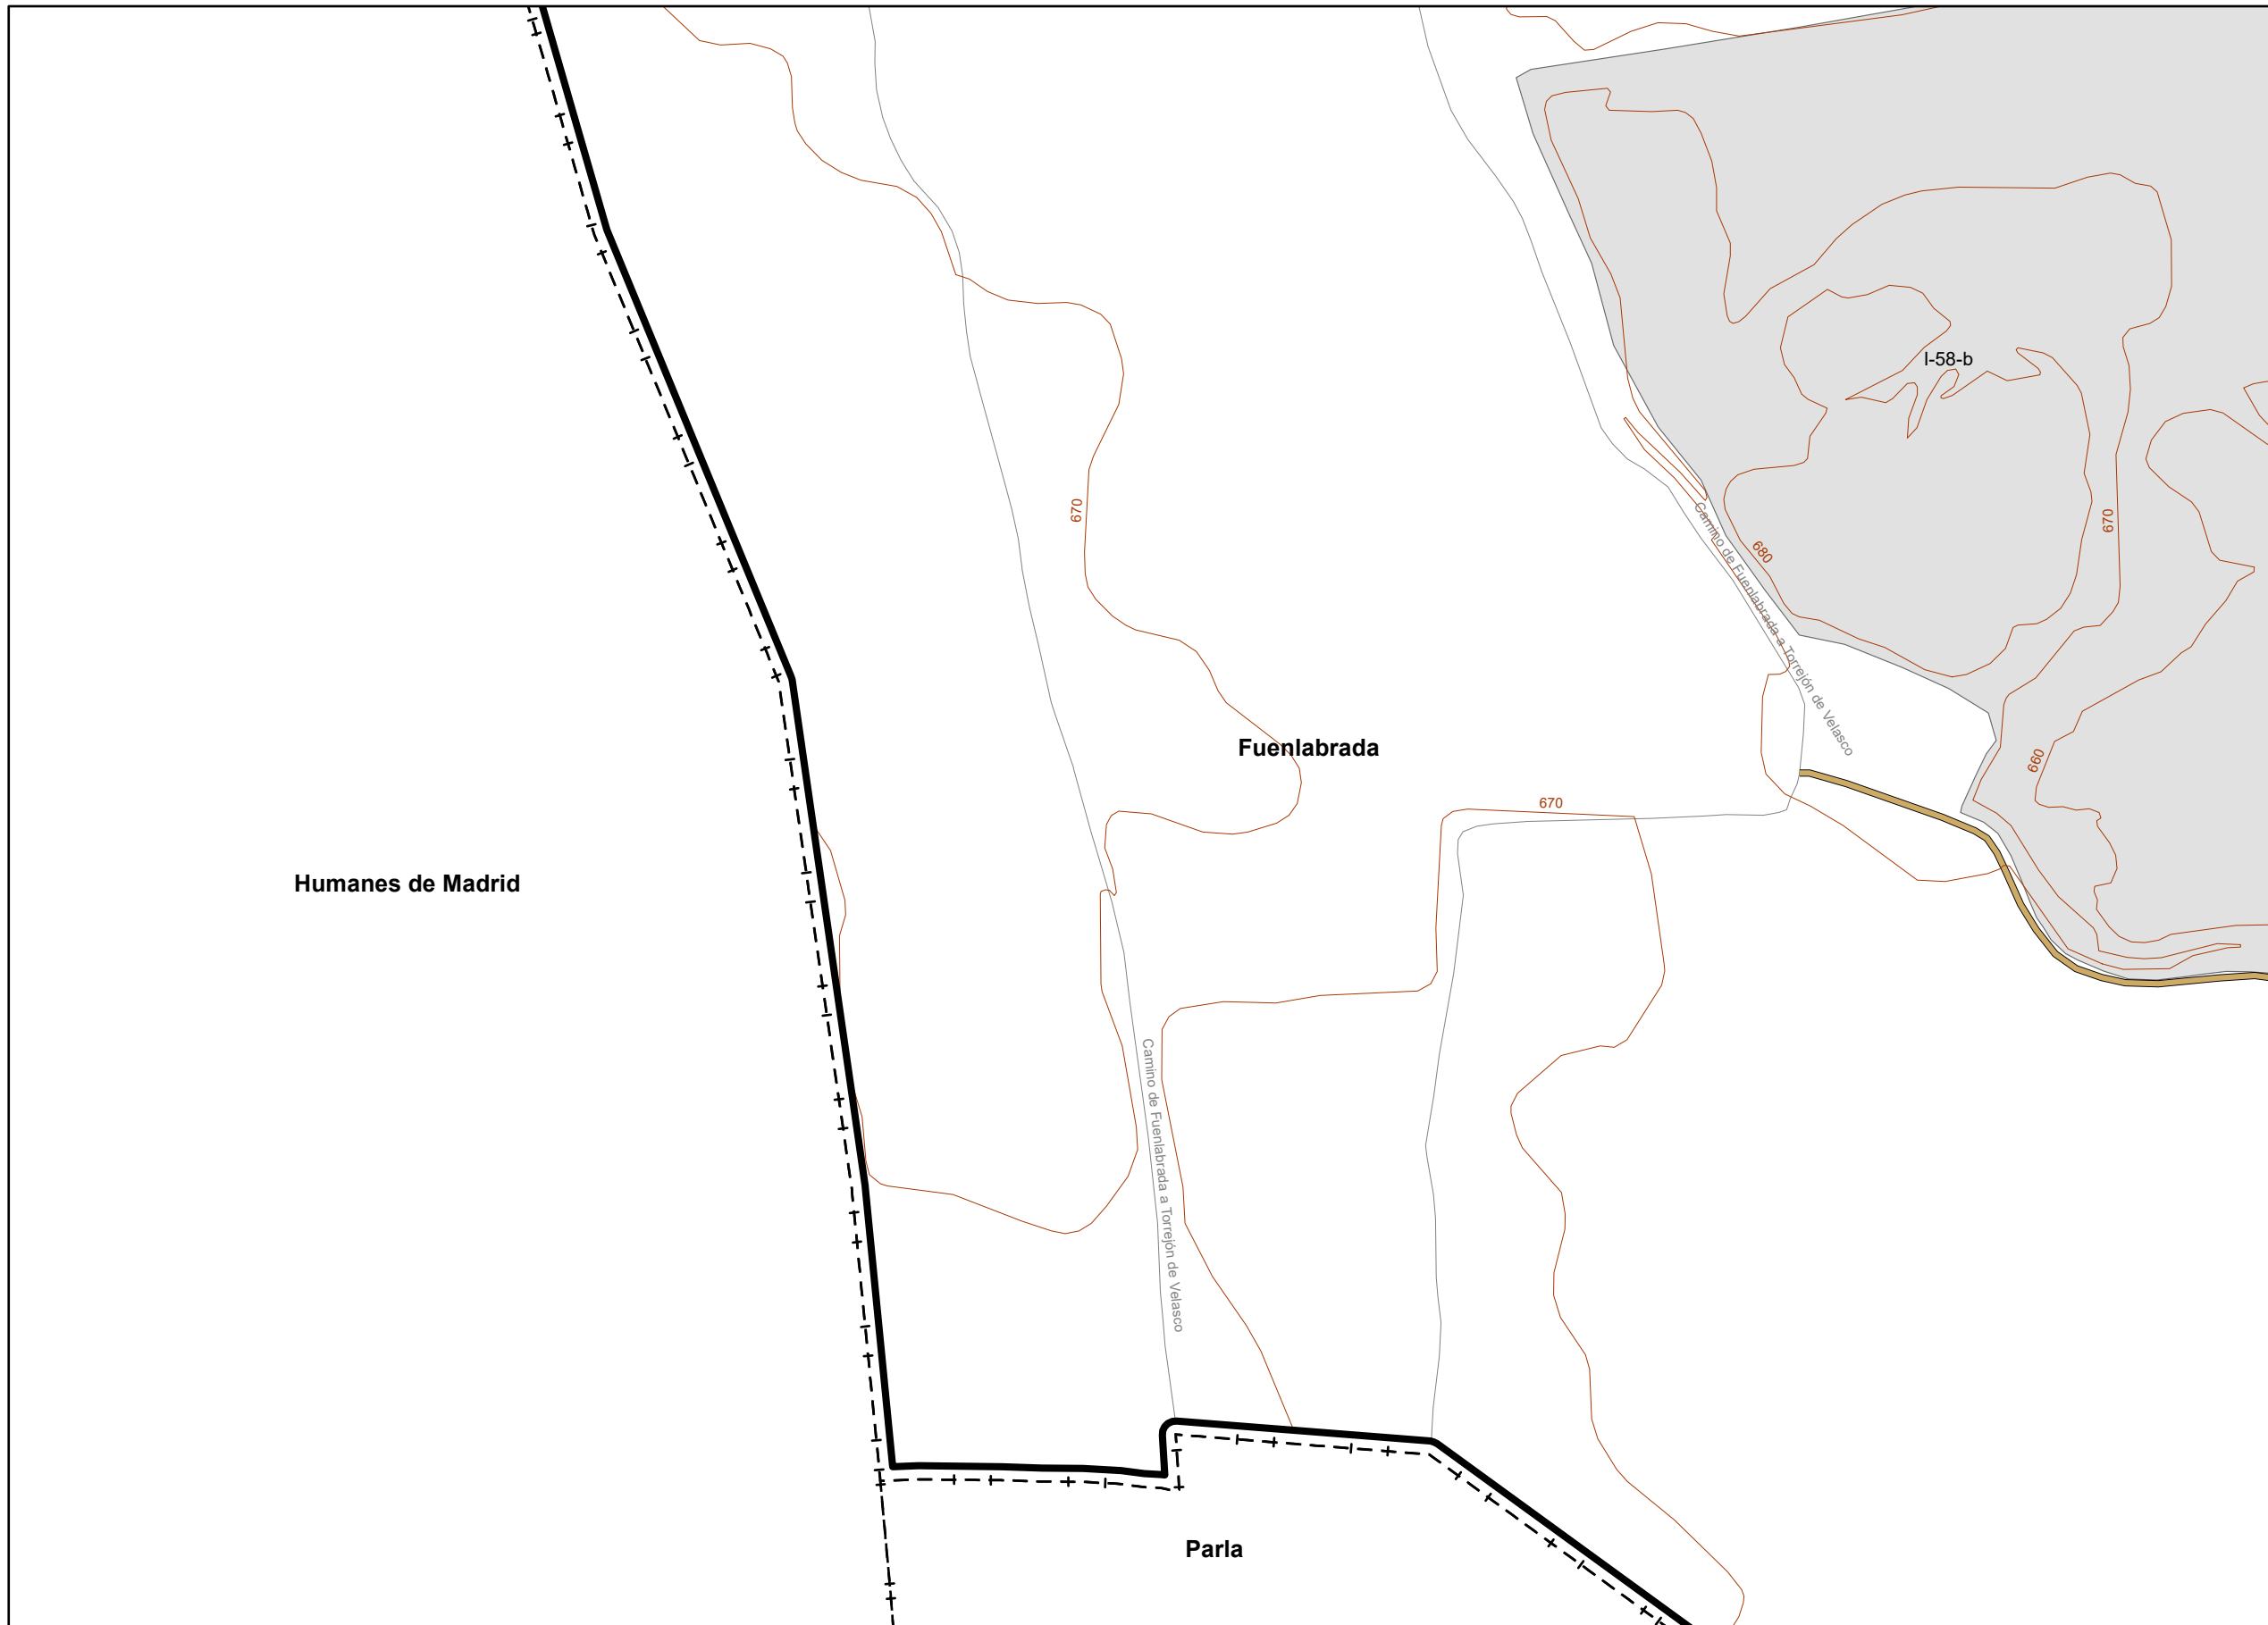 I-58-b
670
670
Camino de Fuenlabrada a Torrejón de Velasco
680
Fuenlabrada
660
670
Humanes de Madrid
Camino de Fuenlabrada a Torrejón de Velasco
Parla